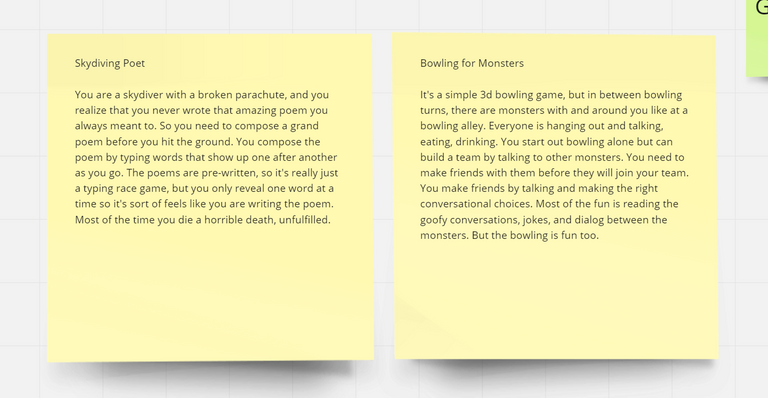 Skydiving Poet
You are a skydiver with a broken parachute, and you
realize that you never wrote that amazing poem you
always meant to. So you need to compose a grand
poem before you hit the ground. You compose the
poem by typing words that show up one after another
as you go. The poems are pre-written, so it's really just
a typing race game, but you only reveal one word at a
time so it's sort of feels like you are writing the poem.
Most of the time you die a horrible death, unfulfilled.
Bowling for Monsters
It's a simple 3d bowling game, but in between bowling
turns, there are monsters with and around you like at a
bowling alley. Everyone is hanging out and talking,
eating, drinking. You start out bowling alone but can
build a team by talking to other monsters. You need to
make friends with them before they will join your team.
You make friends by talking and making the right
conversational choices. Most of the fun is reading the
goofy conversations, jokes, and dialog between the
monsters. But the bowling is fun too.